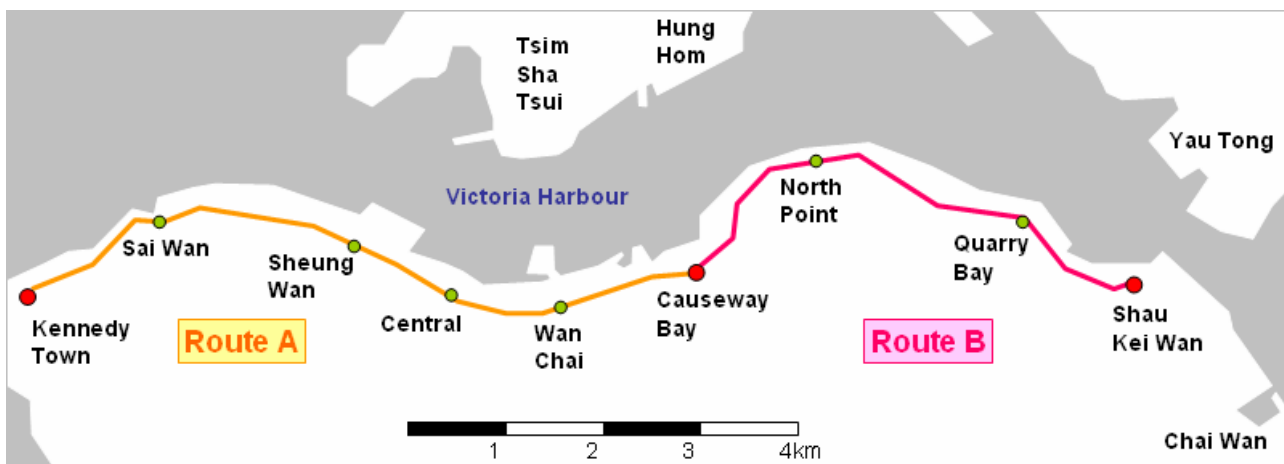 Tsim
Sha
Tsui
Hung
Hom
Yau Tong
Victoria Harbour
North
Point
Sai Wan
Sheung
Wan
Quarry
Bay
Kennedy
Town
Central
Wan
Chai
Causeway
Bay
Shau
Kei Wan
Route A
Route B
1 2 3 4km
Chai Wan